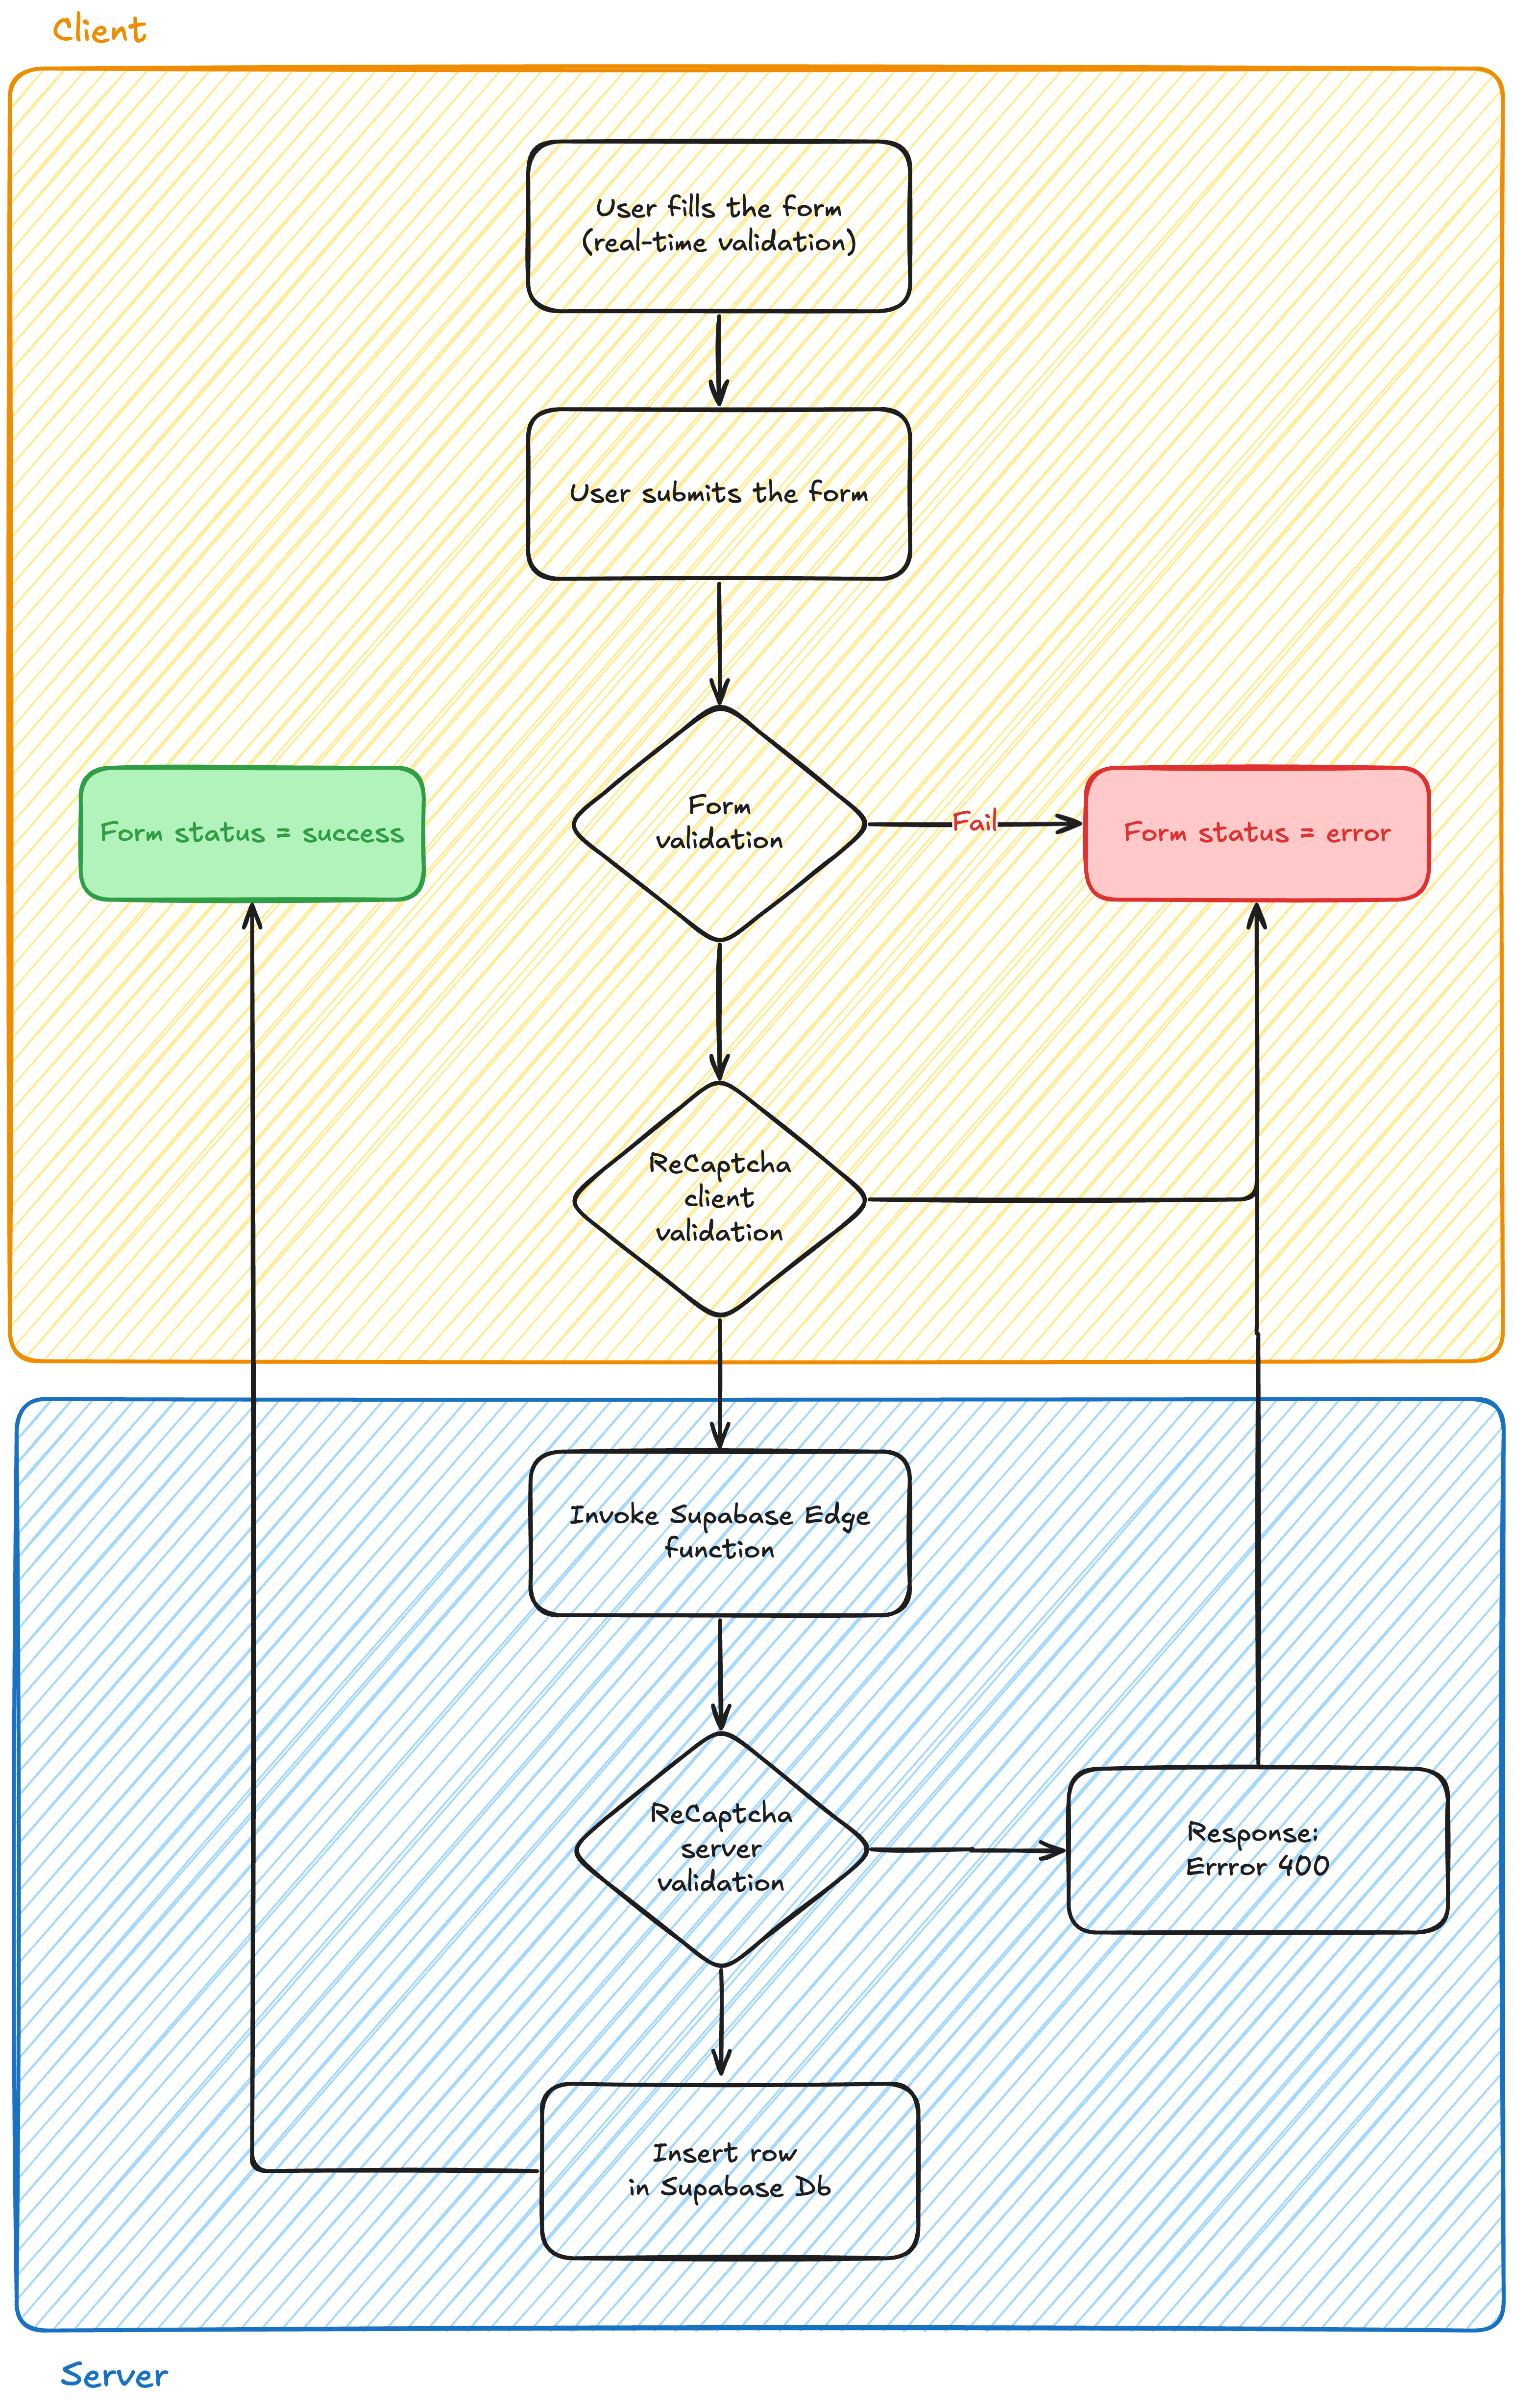 Client
User fills the form
(real-time validation)
User submits the form
Form status = success
Form
validation
Fail
Form status = error
ReCaptcha
client
validation
Invoke Supabase Edge
function
ReCaptcha
server
validation
Response:
Errror 400
Insert row
in Supabase Db
Server